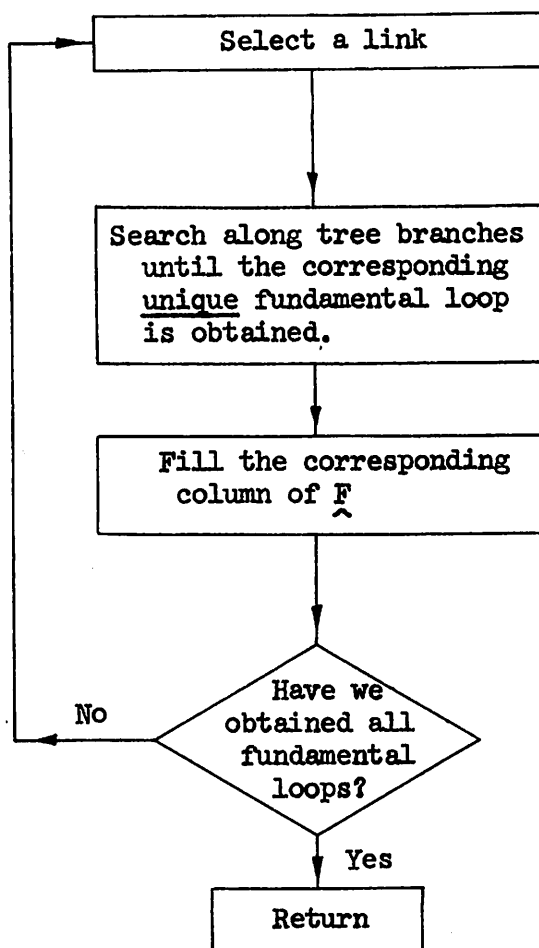 Select a link
Search along tree branches
until the corresponding
unique fundamental loop
is obtained.
Fill the corresponding
column of F
Have we
obtained all
fundamental
loops?
No
Yes
Return